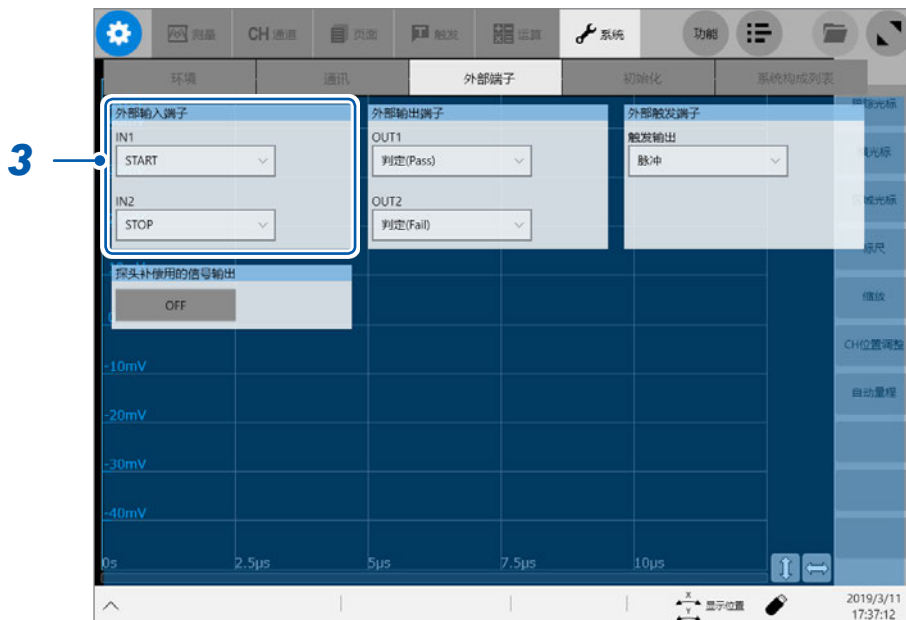 测量 CH 通道 页面 触发 运算 系统 功能
环境 通讯 外部端子 初始化 系统构成列表
外部输入端子 外部输出端子 外部触发端子
IN1 OUT1 触发输出
START 判定(Pass) 脉冲
IN2 OUT2
STOP 判定(Fail)
3
标尺
探头补偿用的信号输出
OFF
缩放
CH位置调整
-10mV
自动量程
-20mV
-30mV
-40mV
0s 2.5μs 5μs 7.5μs 10μs
X
Y
显示位置
2019/3/11
17:37:12